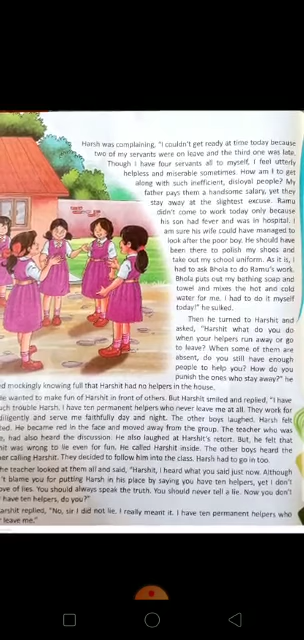 Harsh was complaining, "I couldn't get ready at time today because
two of my servants were on leave and the third one was late.
Though I have four servants all to myself, I feel utterly
helpless and miserable sometimes. How am I to get
along with such inefficient, disloyal people? My
father pays them a handsome salary, yet they
stay away at the slightest excuse. Ramu
didn't come to work today only because
his son had fever and was in hospital. I
am sure his wife could have managed to
look after the poor boy. He should have
been there to polish my shoes and
take out my school uniform. As it is, I
had to ask Bhola to do Ramu's work.
Bhola puts out my bathing soap and
towel and mixes the hot and cold
water for me. I had to do it myself
today!" he sulked.
Then he turned to Harshit and
asked, "Harshit what do you do
when your helpers run away or go
to leave? When some of them are
absent, do you still have enough
people to help you? How do you
punish the ones who stay away?" he
mockingly knowing full that Harshit had no helpers in the house.
wanted to make fun of Harshit in front of others. But Harshit smiled and replied, "I have
such trouble Harsh. I have ten permanent helpers who never leave me at all. They work for
diligently and serve me faithfully day and night. The other boys laughed. Harsh felt
He became red in the face and moved away from the group. The teacher who was
had also heard the discussion. He also laughed at Harshit's retort. But, he felt that
was wrong to lie even for fun. He called Harshit inside. The other boys heard the
calling Harshit. They decided to follow him into the class. Harsh had to go in too.
he teacher looked at them all and said, "Harshit, I heard what you said just now. Although
't blame you for putting Harsh in his place by saying you have ten helpers, yet I don't
ove of lies. You should always speak the truth. You should never tell a lie. Now you don't
have ten helpers, do you?"
arshit replied, "No, sir I did not lie. I really meant it. I have ten permanent helpers who
leave me."